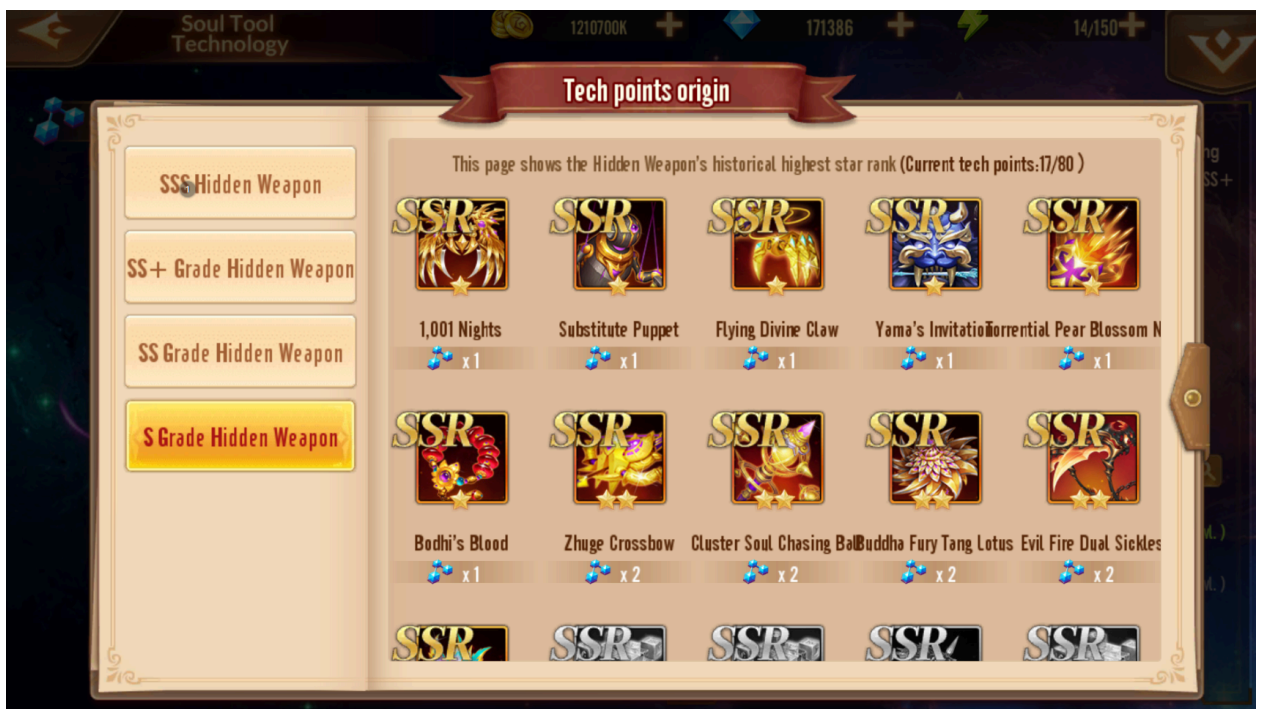 Soul Tool
Technology
1210700K
171386
14/150
Tech points origin
SSS Hidden Weapon
SS+ Grade Hidden Weapon
SS Grade Hidden Weapon
S Grade Hidden Weapon
This page shows the Hidden Weapon's historical highest star rank (Current tech points:17/80 )
SSR SSR SSR SSR SSR
1,001 Nights Substitute Puppet Flying Divine Claw Yama's Invitation Torrential Pear Blossom N
x1 x1 x1 x1 x1
SSR SSR SSR SSR SSR
Bodhi's Blood Zhuge Crossbow Cluster Soul Chasing Ball Buddha Fury Tang Lotus Evil Fire Dual Sickles
x1 x2 x2 x2 x2
SSR SSR SSR SSR SSR
ng
SS+